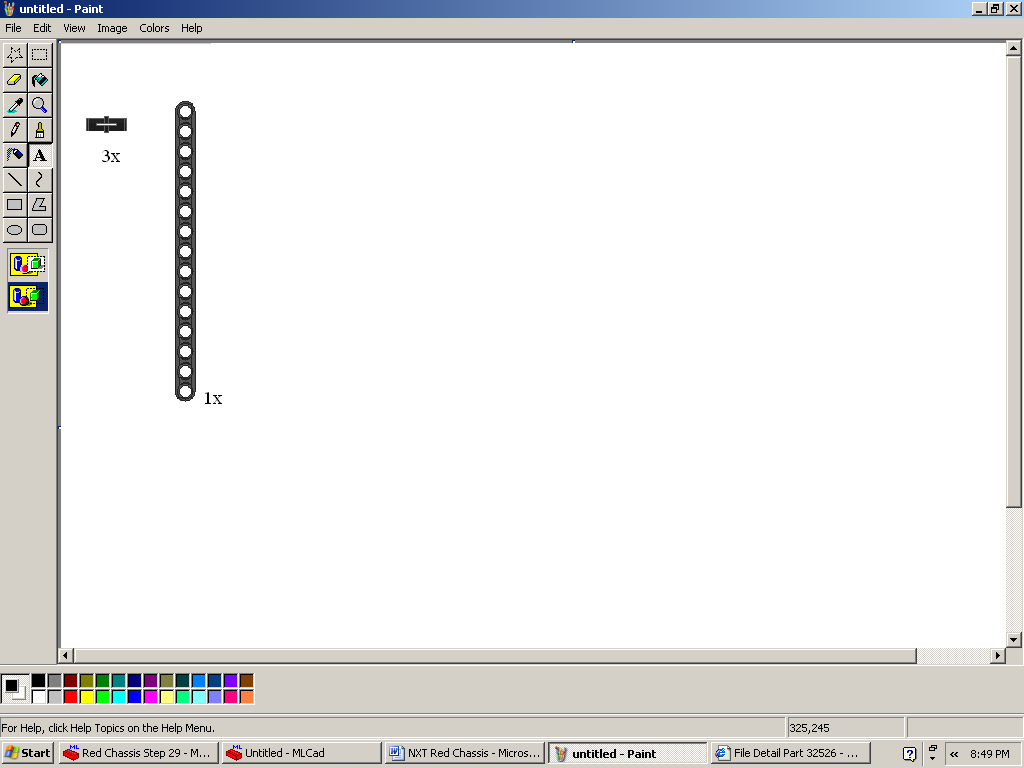 untitled - Paint
File Edit View Image Colors Help
A
3x
1x
For Help, click Help Topics on the Help Menu.
325,245
Start
ML Red Chassis Step 29 - M...
ML Untitled - MLCad
W NXT Red Chassis - Micros...
untitled - Paint
File Detail Part 32526 - ...
?
«
8:49 PM